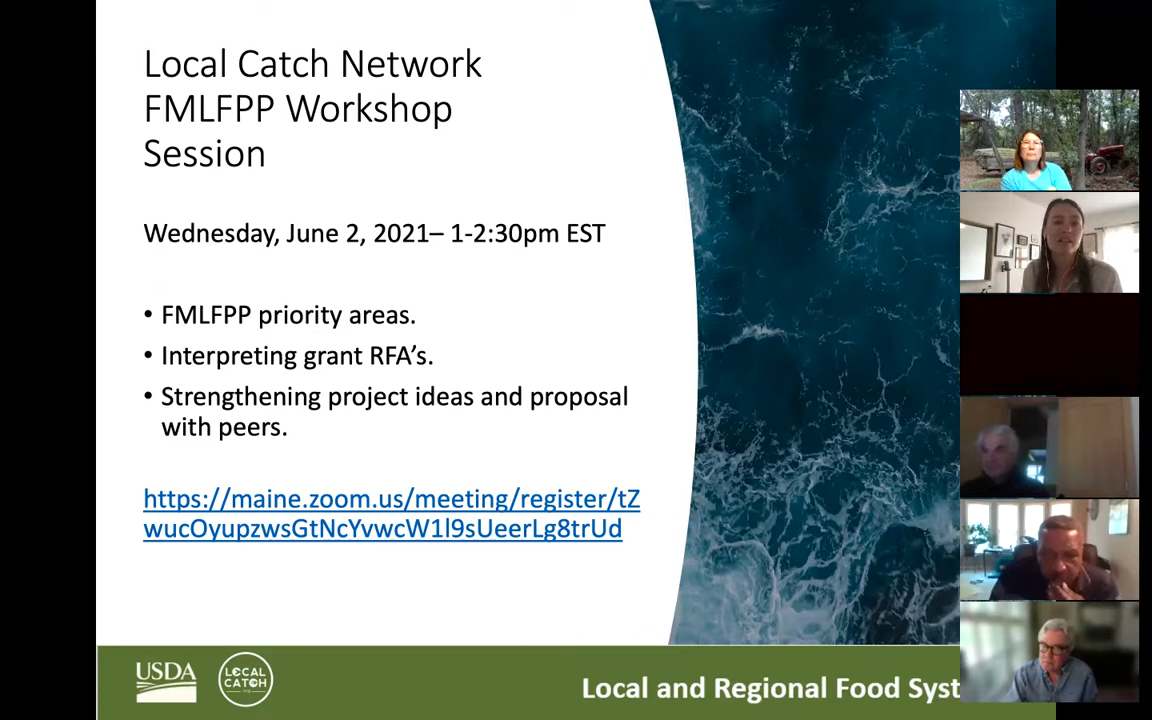 Local Catch Network
FMLFPP Workshop
Session
Wednesday, June 2, 2021– 1-2:30pm EST
• FMLFPP priority areas.
• Interpreting grant RFA’s.
• Strengthening project ideas and proposal
with peers.
https://maine.zoom.us/meeting/register/tZ
wucOyupzwsGtNcYvwcW1l9sUeerLg8trUd
USDA
LOCAL
CATCH
Local and Regional Food Syst